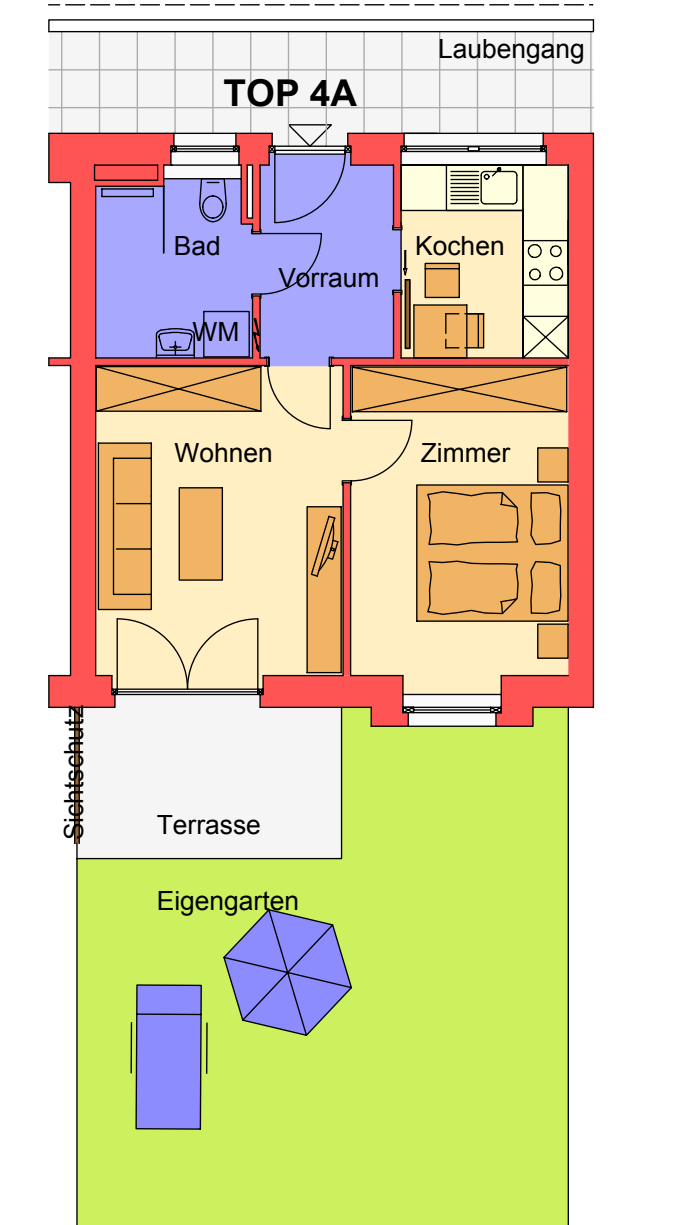 Laubengang
TOP 4A
Bad
Kochen
Vorraum
WM
Wohnen
Zimmer
Sichtschutz
Terrasse
Eigengarten